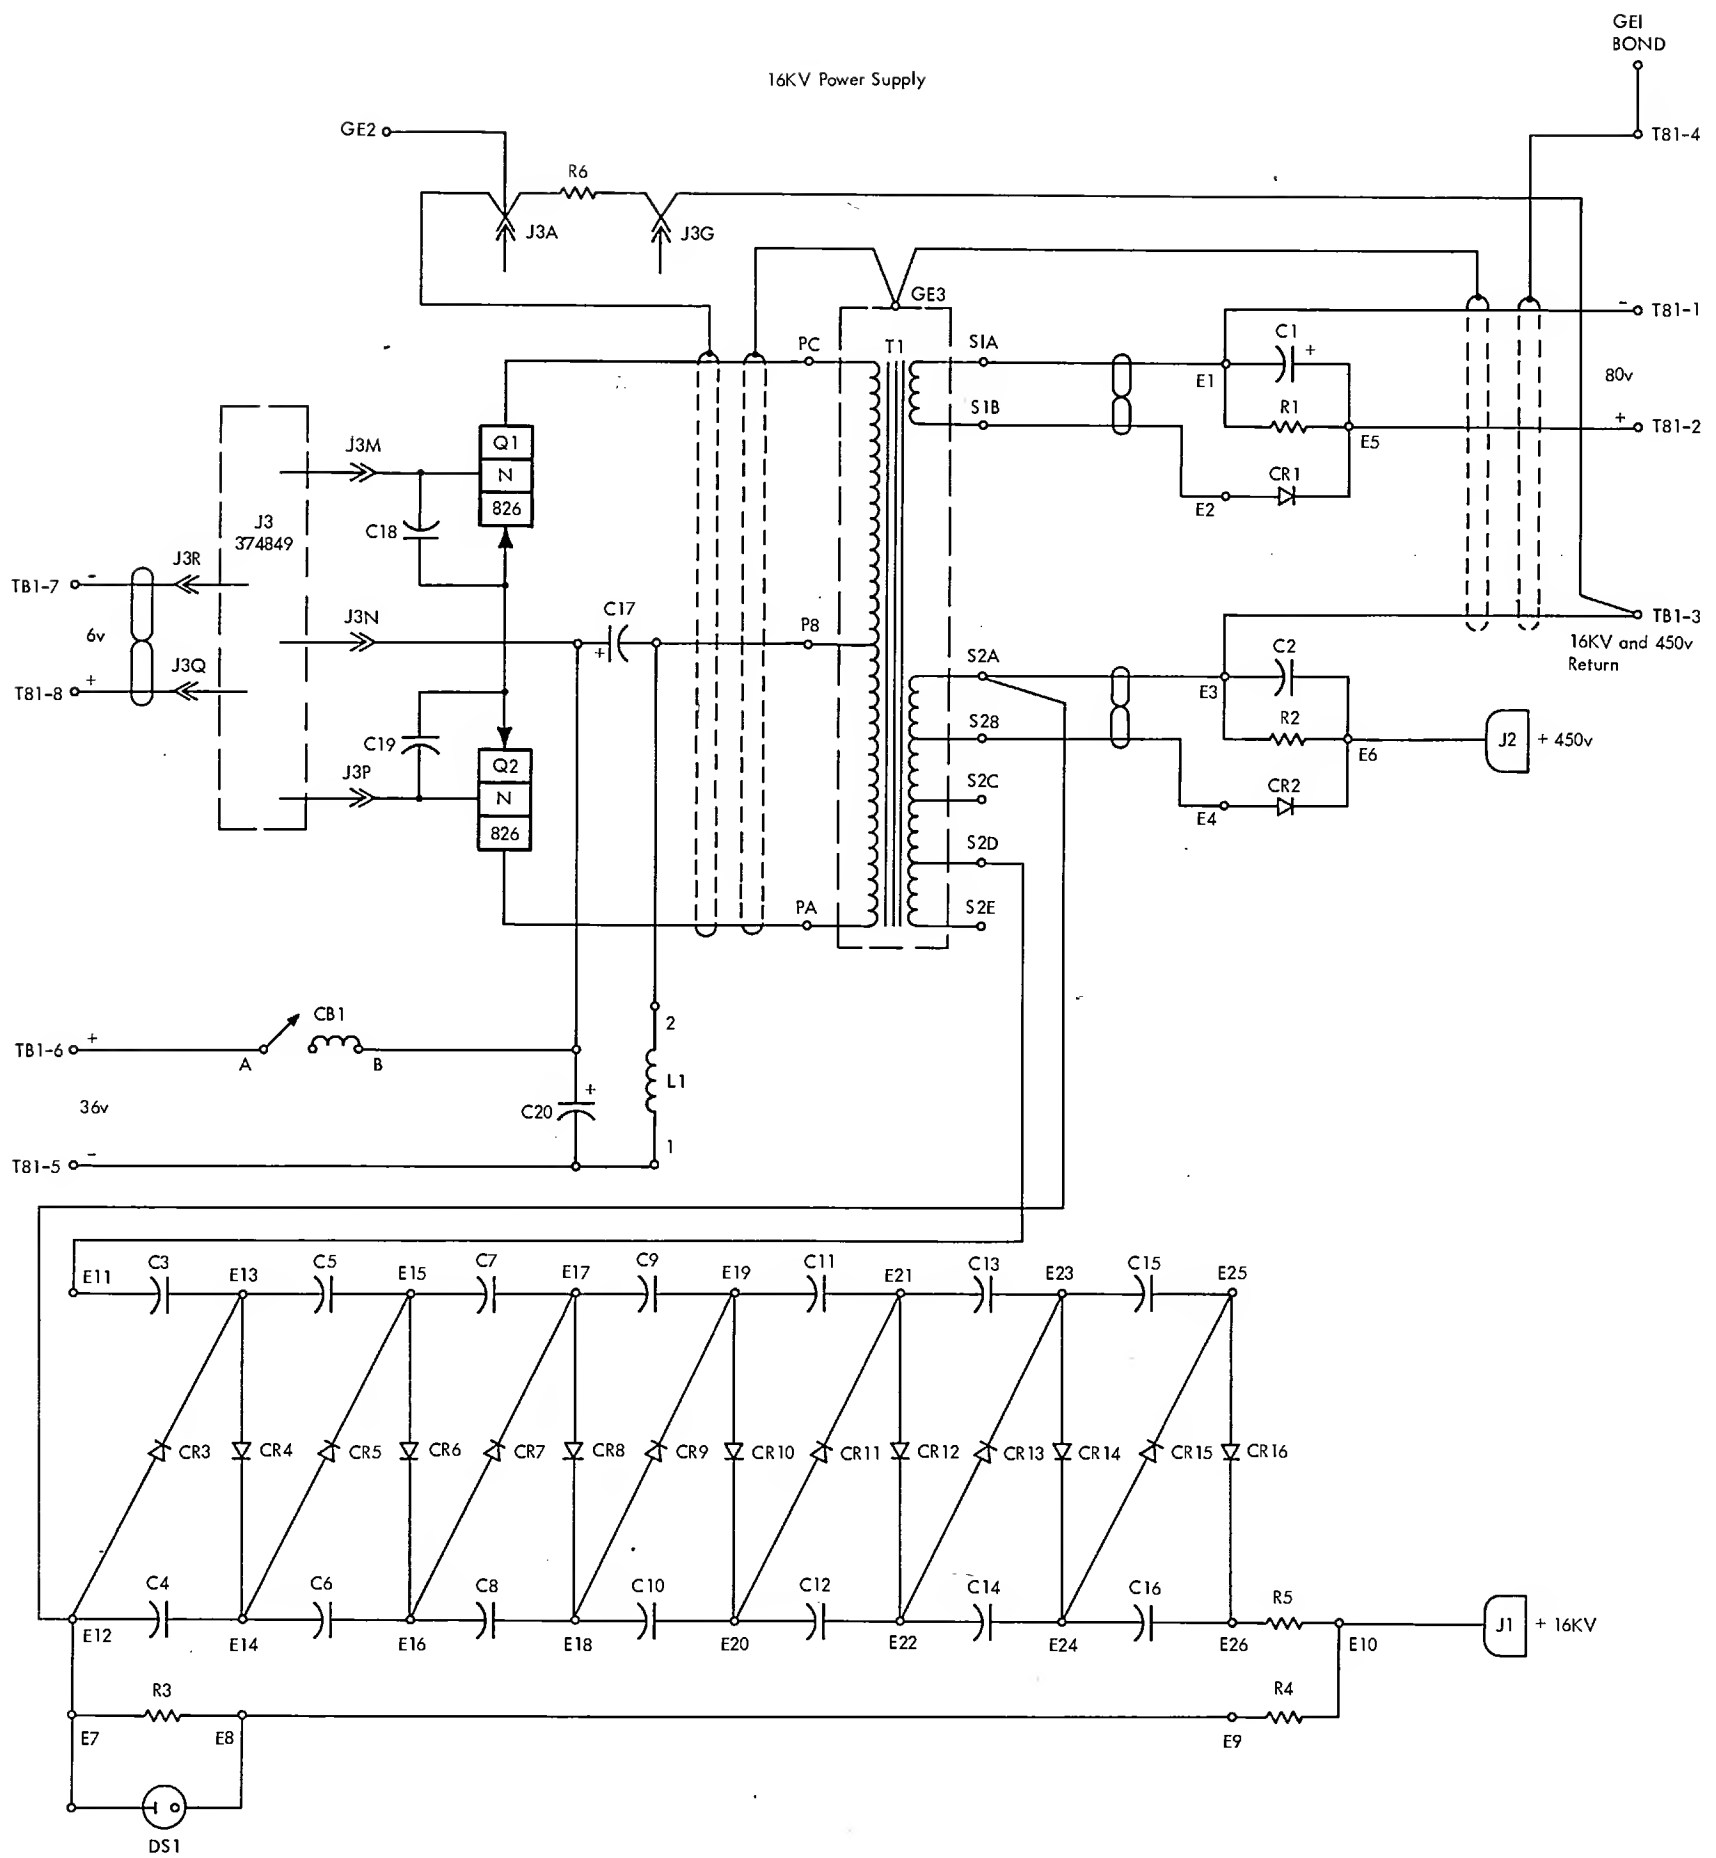 GE1
BOND
16KV Power Supply
GE2
T81-4
R6
J3A
J3G
GE3
T81-1
-
PC
T1
S1A
C1
+
E1
80v
S1B
R1
+
T81-2
E5
Q1
N
826
J3M
CR1
E2
C18
J3
374849
J3R
TB1-7
-
6v
J3N
C17
+
P8
TB1-3
16KV and 450v
Return
S2A
C2
E3
J3Q
T81-8
+
S28
R2
J2
+ 450v
E6
C19
J3P
Q2
N
826
S2C
CR2
E4
S2D
PA
S2E
CB1
2
TB1-6
+
A
B
L1
36v
+
C20
1
T81-5
-
E11
C3
E13
C5
E15
C7
E17
C9
E19
C11
E21
C13
E23
C15
E25
CR3
CR4
CR5
CR6
CR7
CR8
CR9
CR10
CR11
CR12
CR13
CR14
CR15
CR16
C4
C6
C8
C10
C12
C14
C16
R5
J1
+ 16KV
E12
E14
E16
E18
E20
E22
E24
E26
E10
R3
R4
E7
E8
E9
DS1